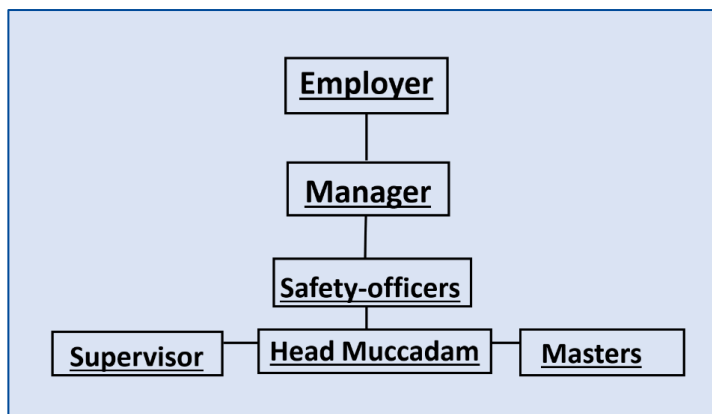 Employer
Manager
Safety-officers
Supervisor
Head Muccadam
Masters